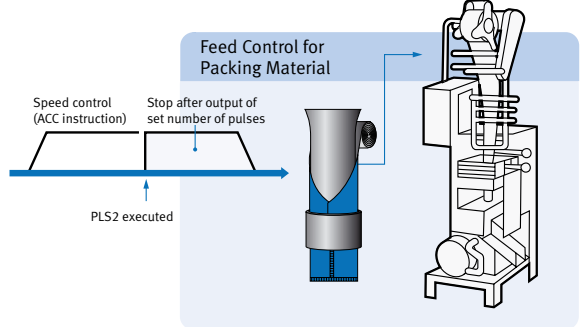 Feed Control for
Packing Material
Speed control
(ACC instruction)
Stop after output of
set number of pulses
PLS2 executed